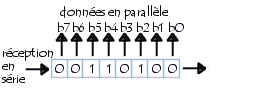 données en parallèle
b7 b6 b5 b4 b3 b2 b1 b0
réception
en
série
0 0 1 1 0 1 0 0